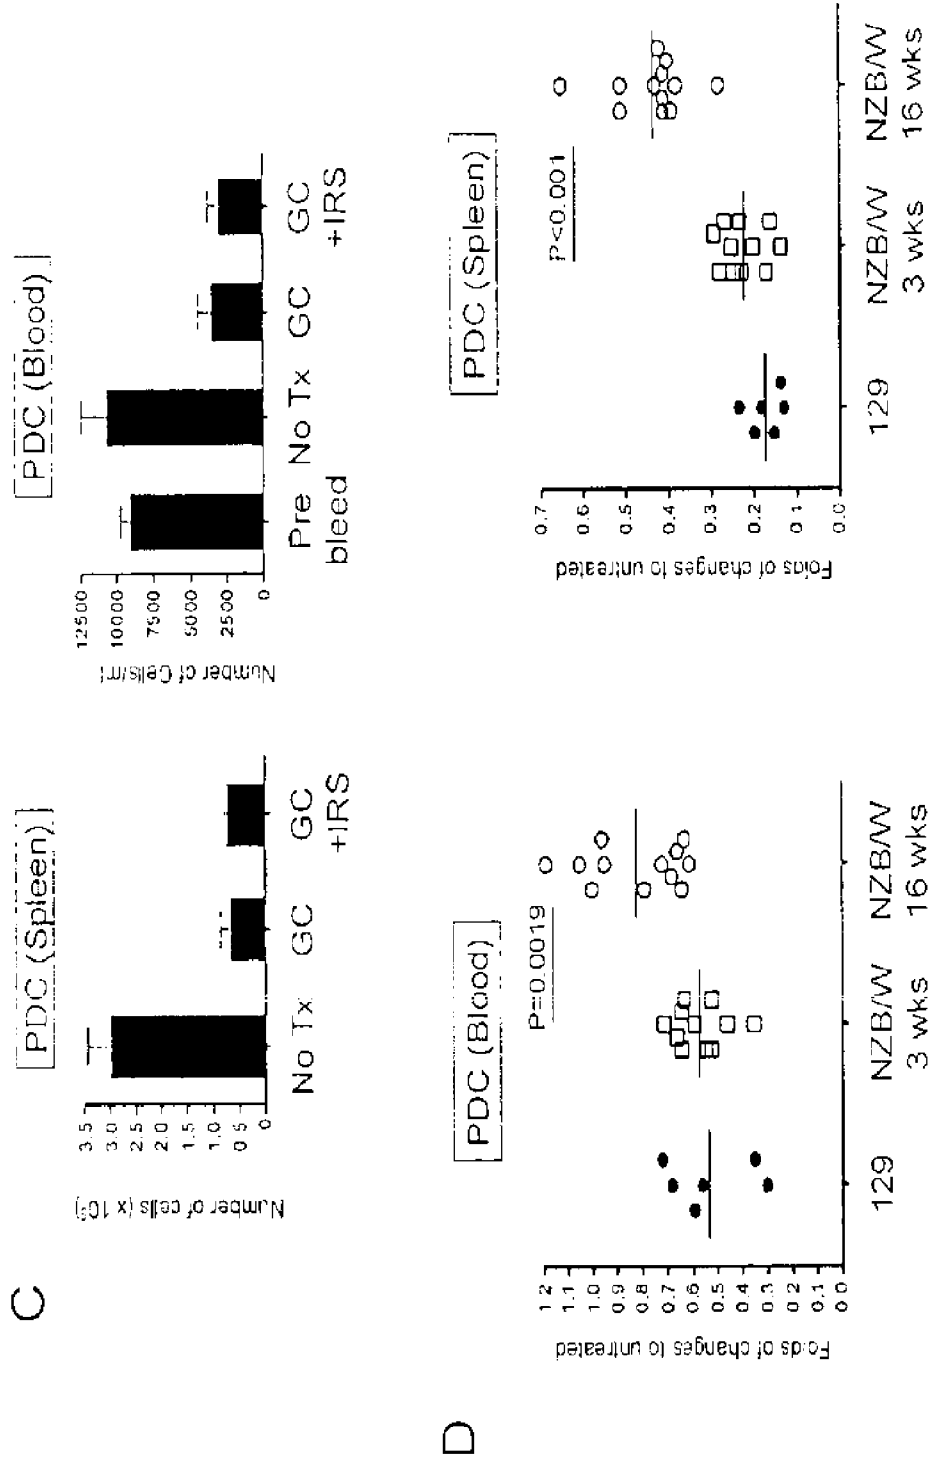 C
PDC (Spleen)
Number of cells (x 10⁵)
3.5
3.0
2.5
2.0
1.5
1.0
0.5
0
No Tx
GC
GC
+IRS
PDC (Blood)
Number of Cells/ml
12500
10000
7500
5000
2500
0
Pre
bleed
No Tx
GC
GC
+IRS
D
PDC (Blood)
P=0.0019
Folds of changes to untreated
1.2
1.1
1.0
0.9
0.8
0.7
0.6
0.5
0.4
0.3
0.2
0.1
0.0
129
NZB/W
3 wks
NZB/W
16 wks
PDC (Spleen)
P<0.001
Folds of changes to untreated
0.7
0.6
0.5
0.4
0.3
0.2
0.1
0.0
129
NZB/W
3 wks
NZB/W
16 wks